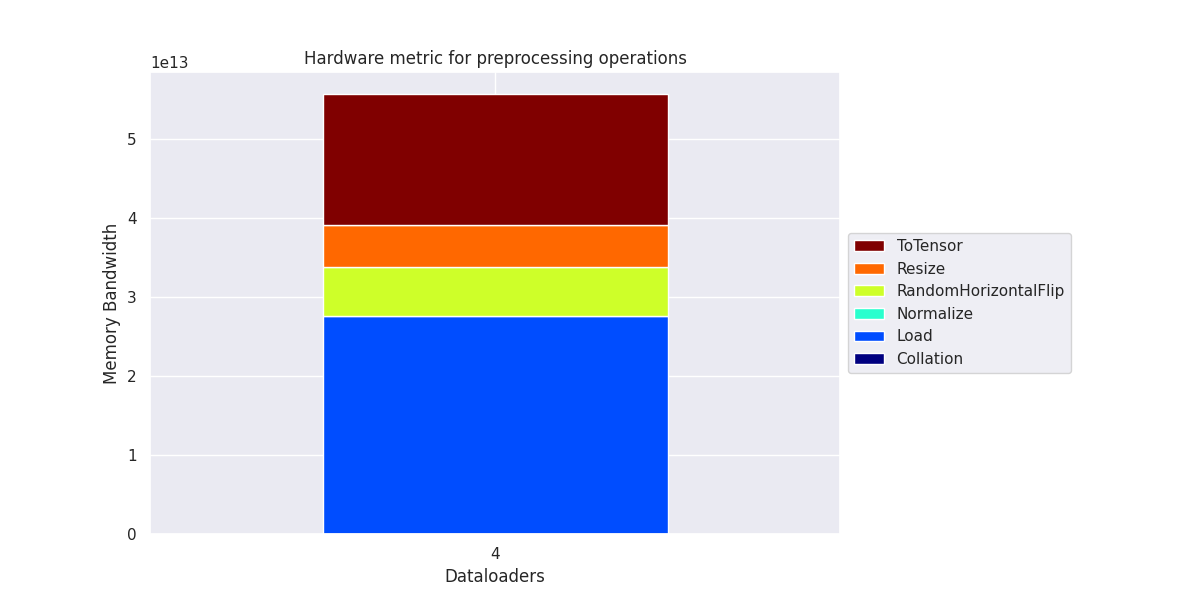 Hardware metric for preprocessing operations
1e13
5
4
3
2
1
0
Memory Bandwidth
4
Dataloaders
ToTensor
Resize
RandomHorizontalFlip
Normalize
Load
Collation